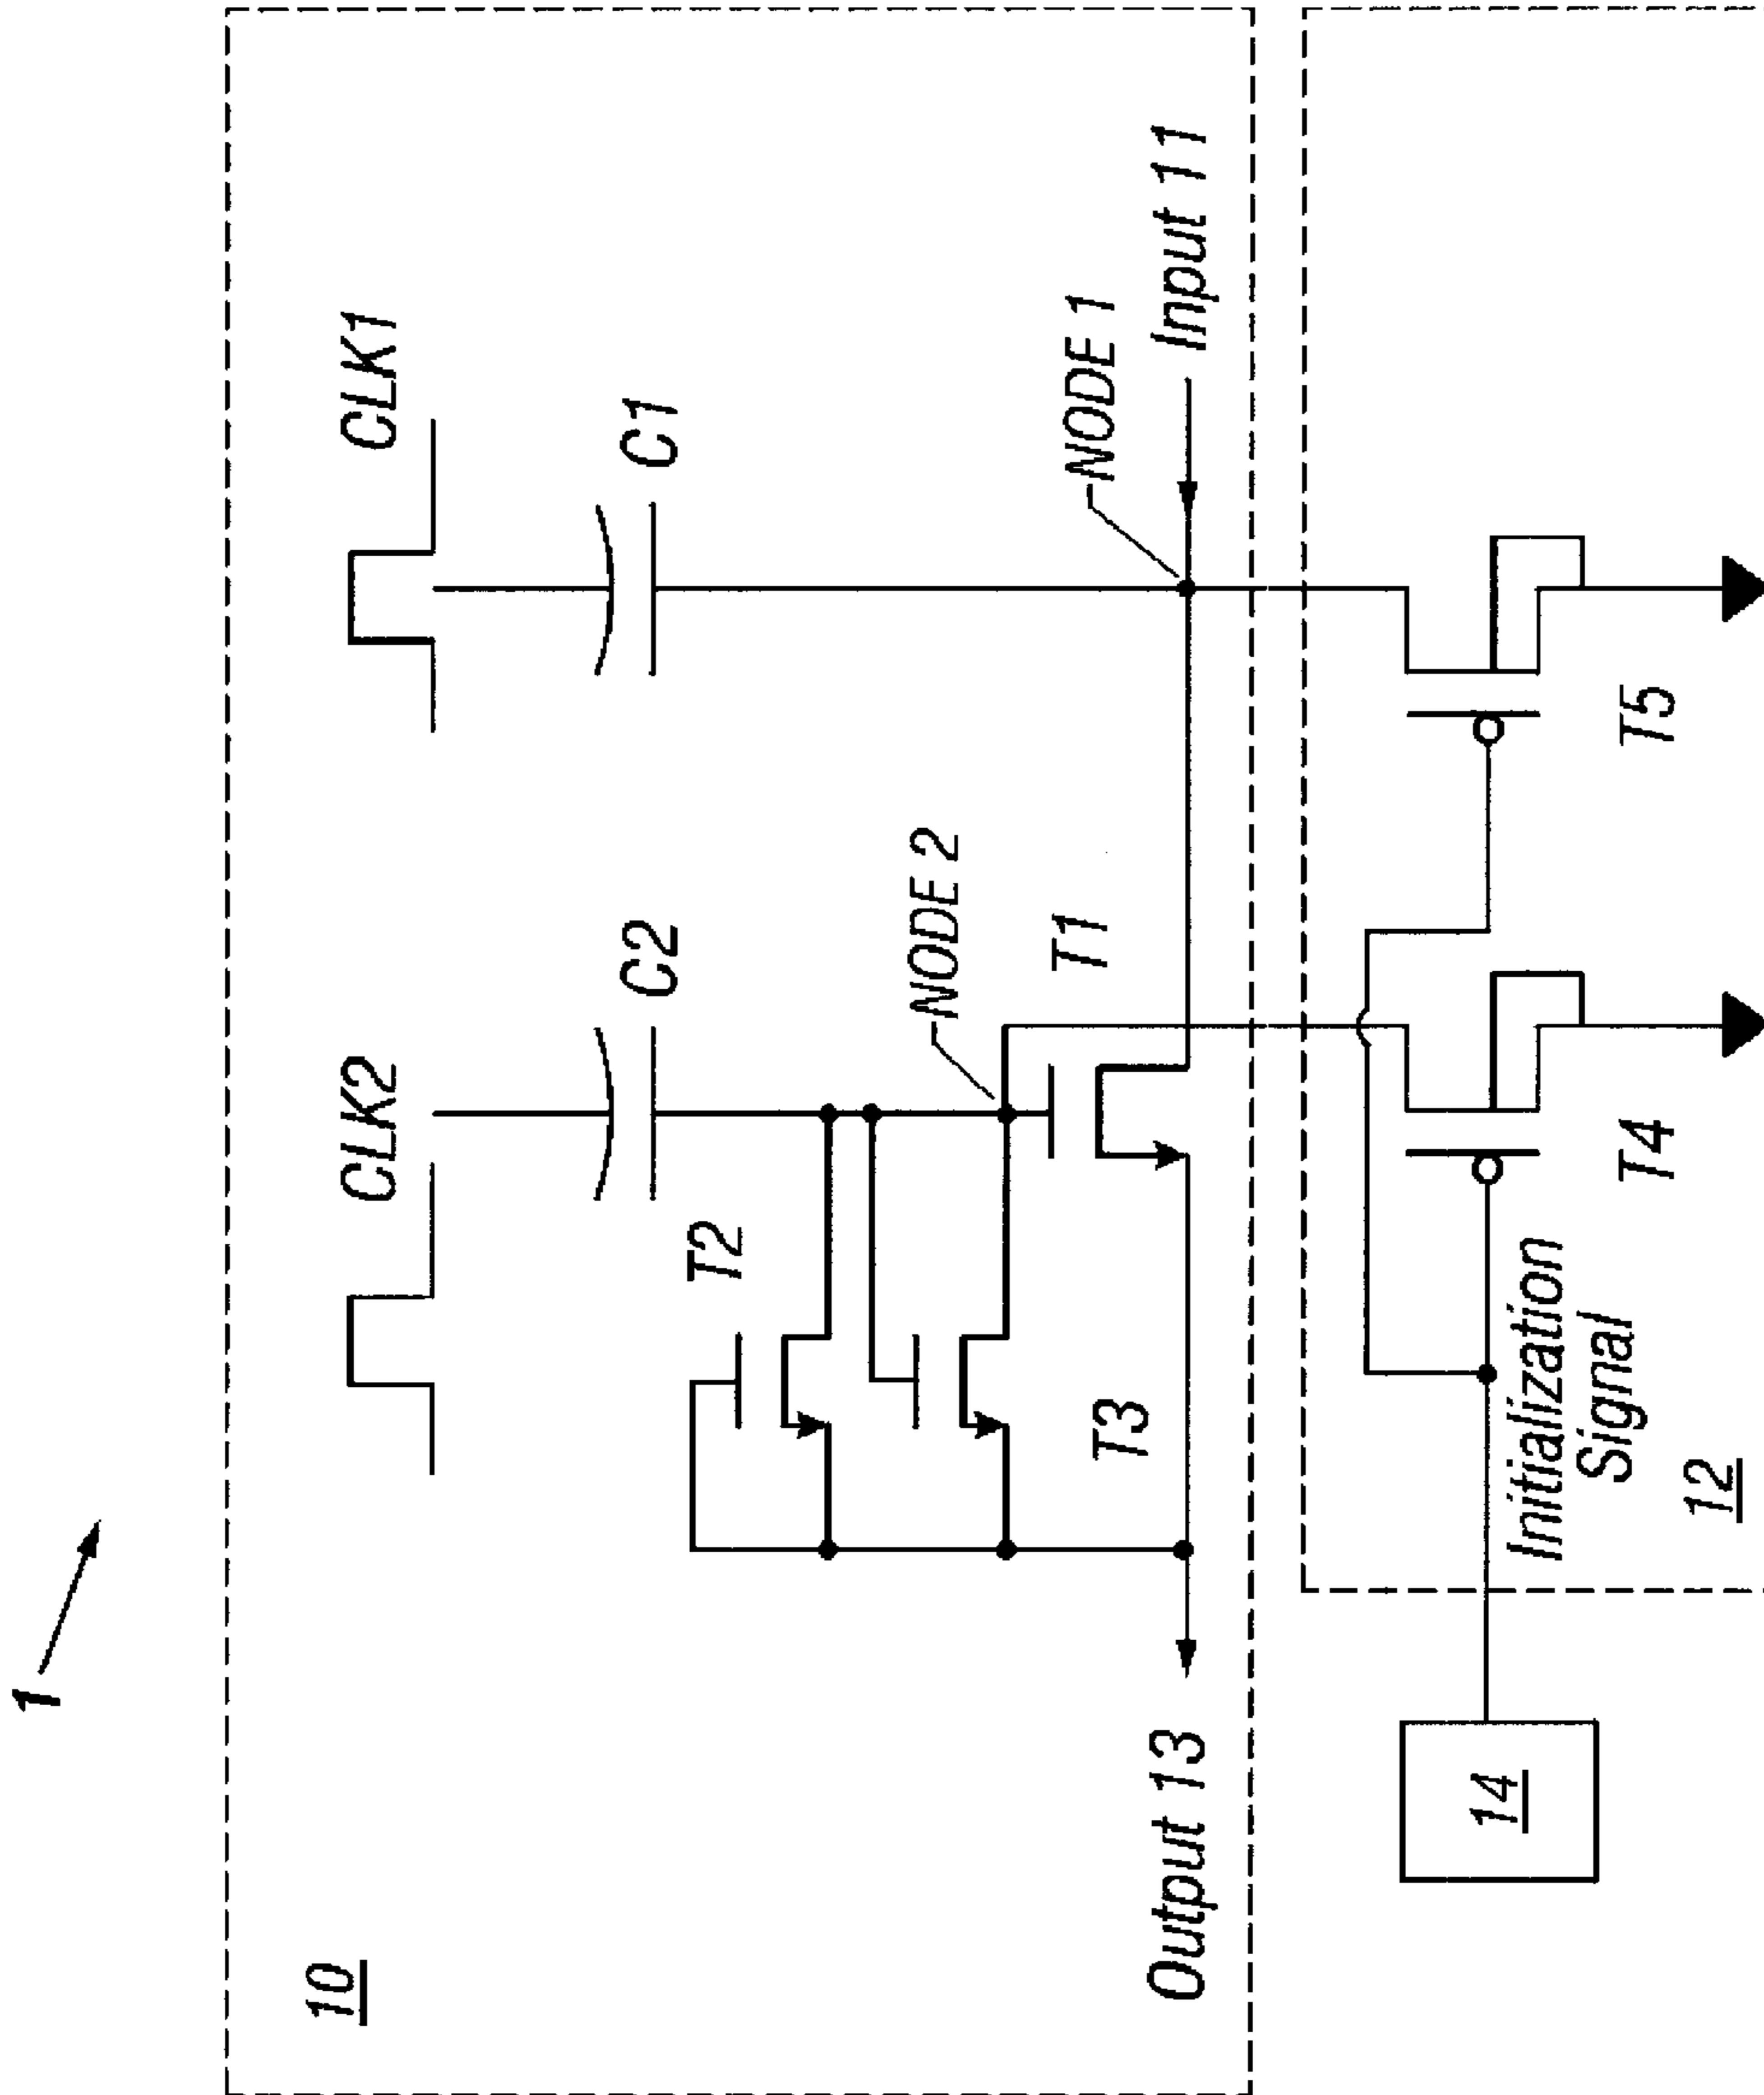 1
10
CLK2
CLK1
C2
C1
T2
NODE 2
NODE 1
T1
T3
Output 13
Input 11
14
Initialization
Signal
T4
T5
12